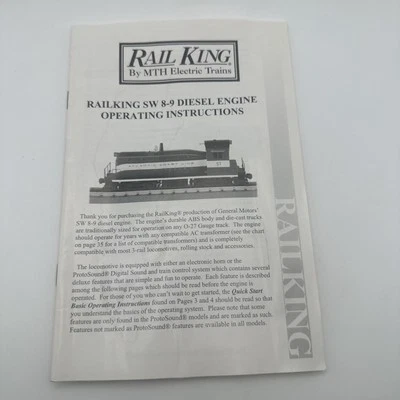 RAIL KING®
By MTH Electric Trains
RAILKING SW 8-9 DIESEL ENGINE
OPERATING INSTRUCTIONS
Thank you for purchasing the RailKing® production of General Motors'
SW 8-9 diesel engine. The engine's durable ABS body and die-cast trucks
are traditionally sized for operation on any O-27 Gauge track. The engine
should operate for years with any compatible AC transformer (see the chart
on page 35 for a list of compatible transformers) and is completely
compatible with most 3-rail locomotives, rolling stock and accessories.
The locomotive is equipped with either an electronic horn or the
ProtoSound® Digital Sound and train control system which contains several
deluxe features that are simple and fun to operate. Each feature is described
among the following pages which should be read before the engine is
operated. For those of you who can't wait to get started, the Quick Start
Basic Operating Instructions found on Pages 3 and 4 should be read so that
you understand the basics of the operating system. Please note that some
features are only found in the ProtoSound® models and are marked as such.
Features not marked as ProtoSound® features are available in all models.
RAILKING